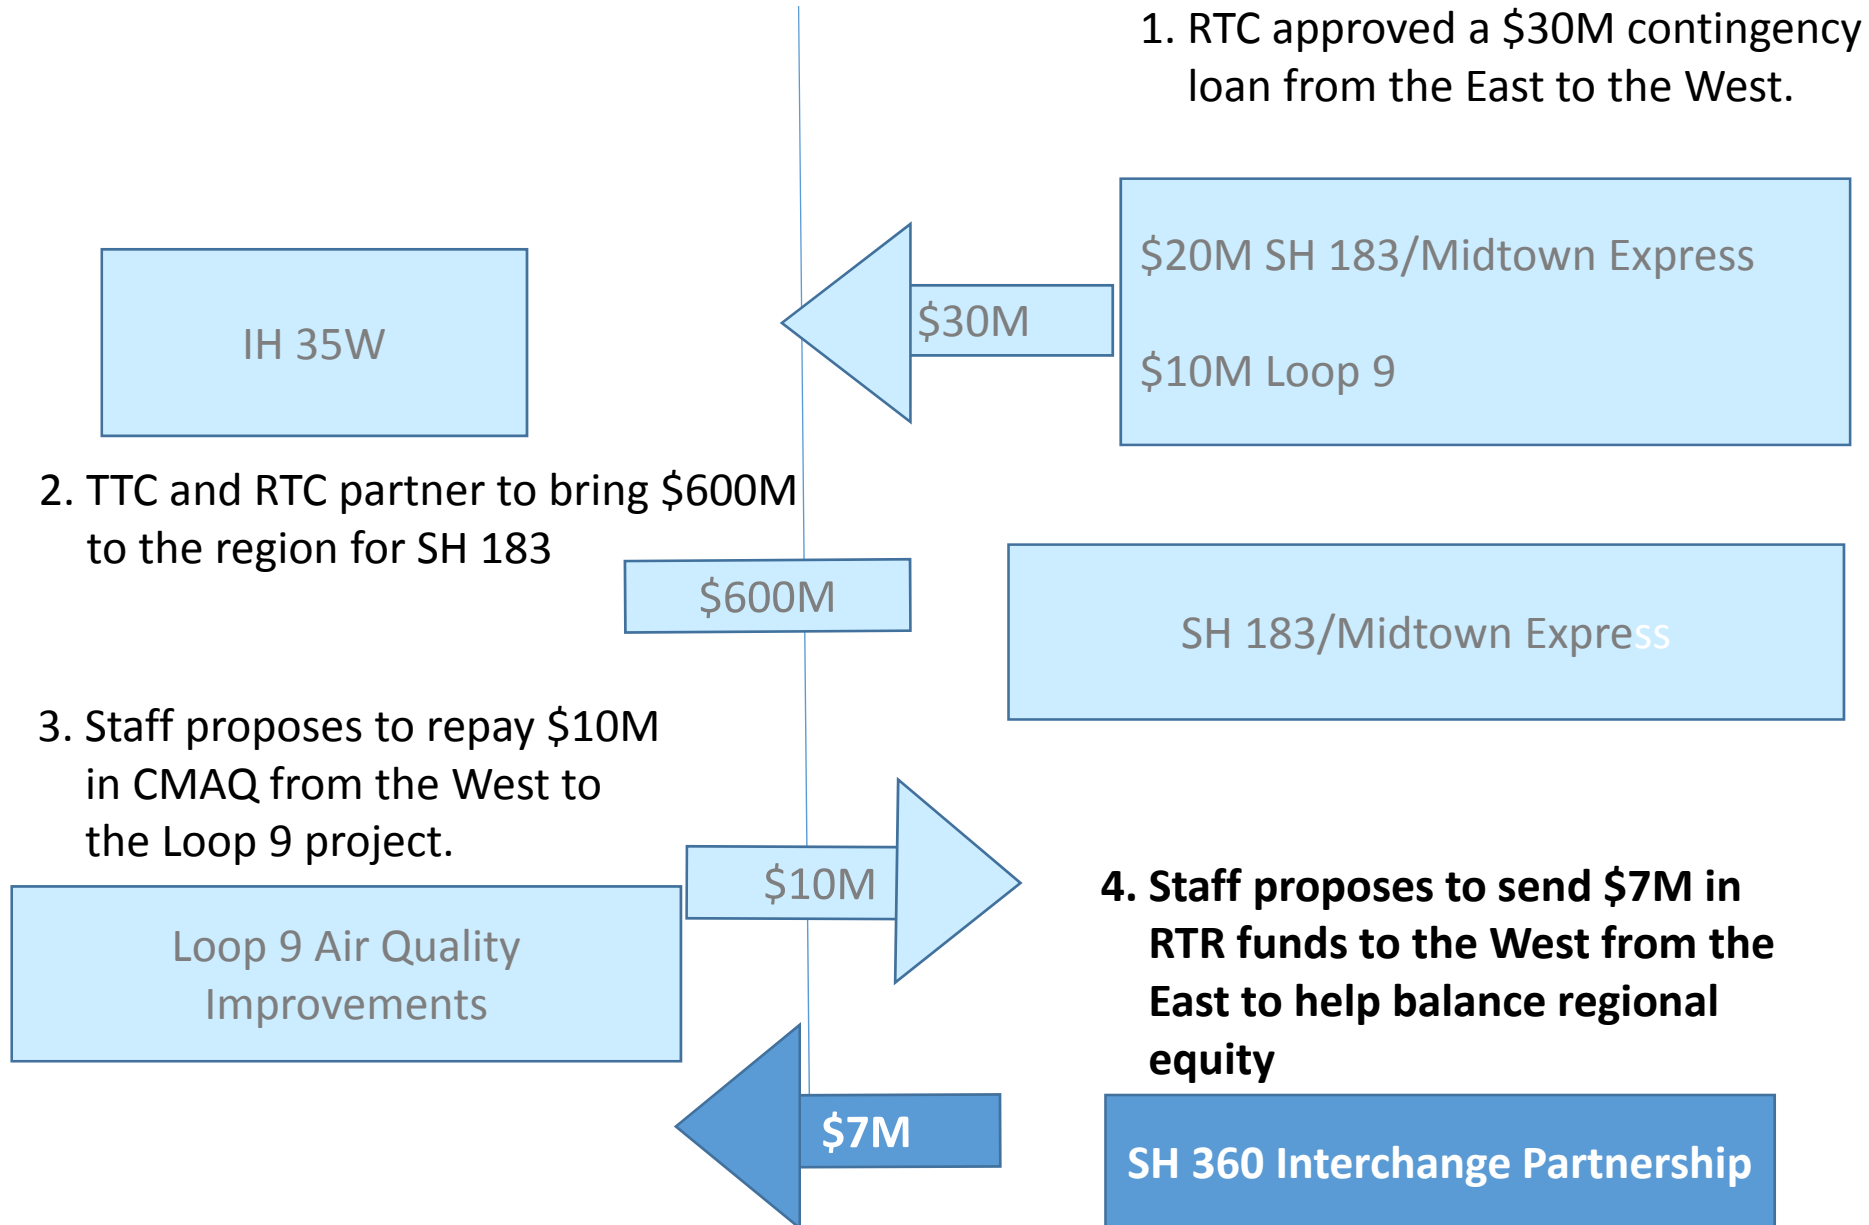 1. RTC approved a $30M contingency
loan from the East to the West.
$20M SH 183/Midtown Express
$10M Loop 9
$30M
IH 35W
2. TTC and RTC partner to bring $600M
to the region for SH 183
$600M
SH 183/Midtown Express
3. Staff proposes to repay $10M
in CMAQ from the West to
the Loop 9 project.
$10M
Loop 9 Air Quality
Improvements
4. Staff proposes to send $7M in
RTR funds to the West from the
East to help balance regional
equity
$7M
SH 360 Interchange Partnership